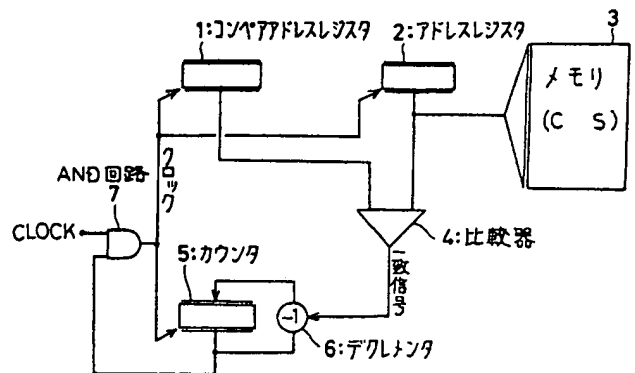 1:コンペアアドレスレジスタ
2:アドレスレジスタ
3
メモリ
(C S)
クロック
AND回路
7
CLOCK
4:比較器
一致信号
5:カウンタ
-1
6:デクレメンタ